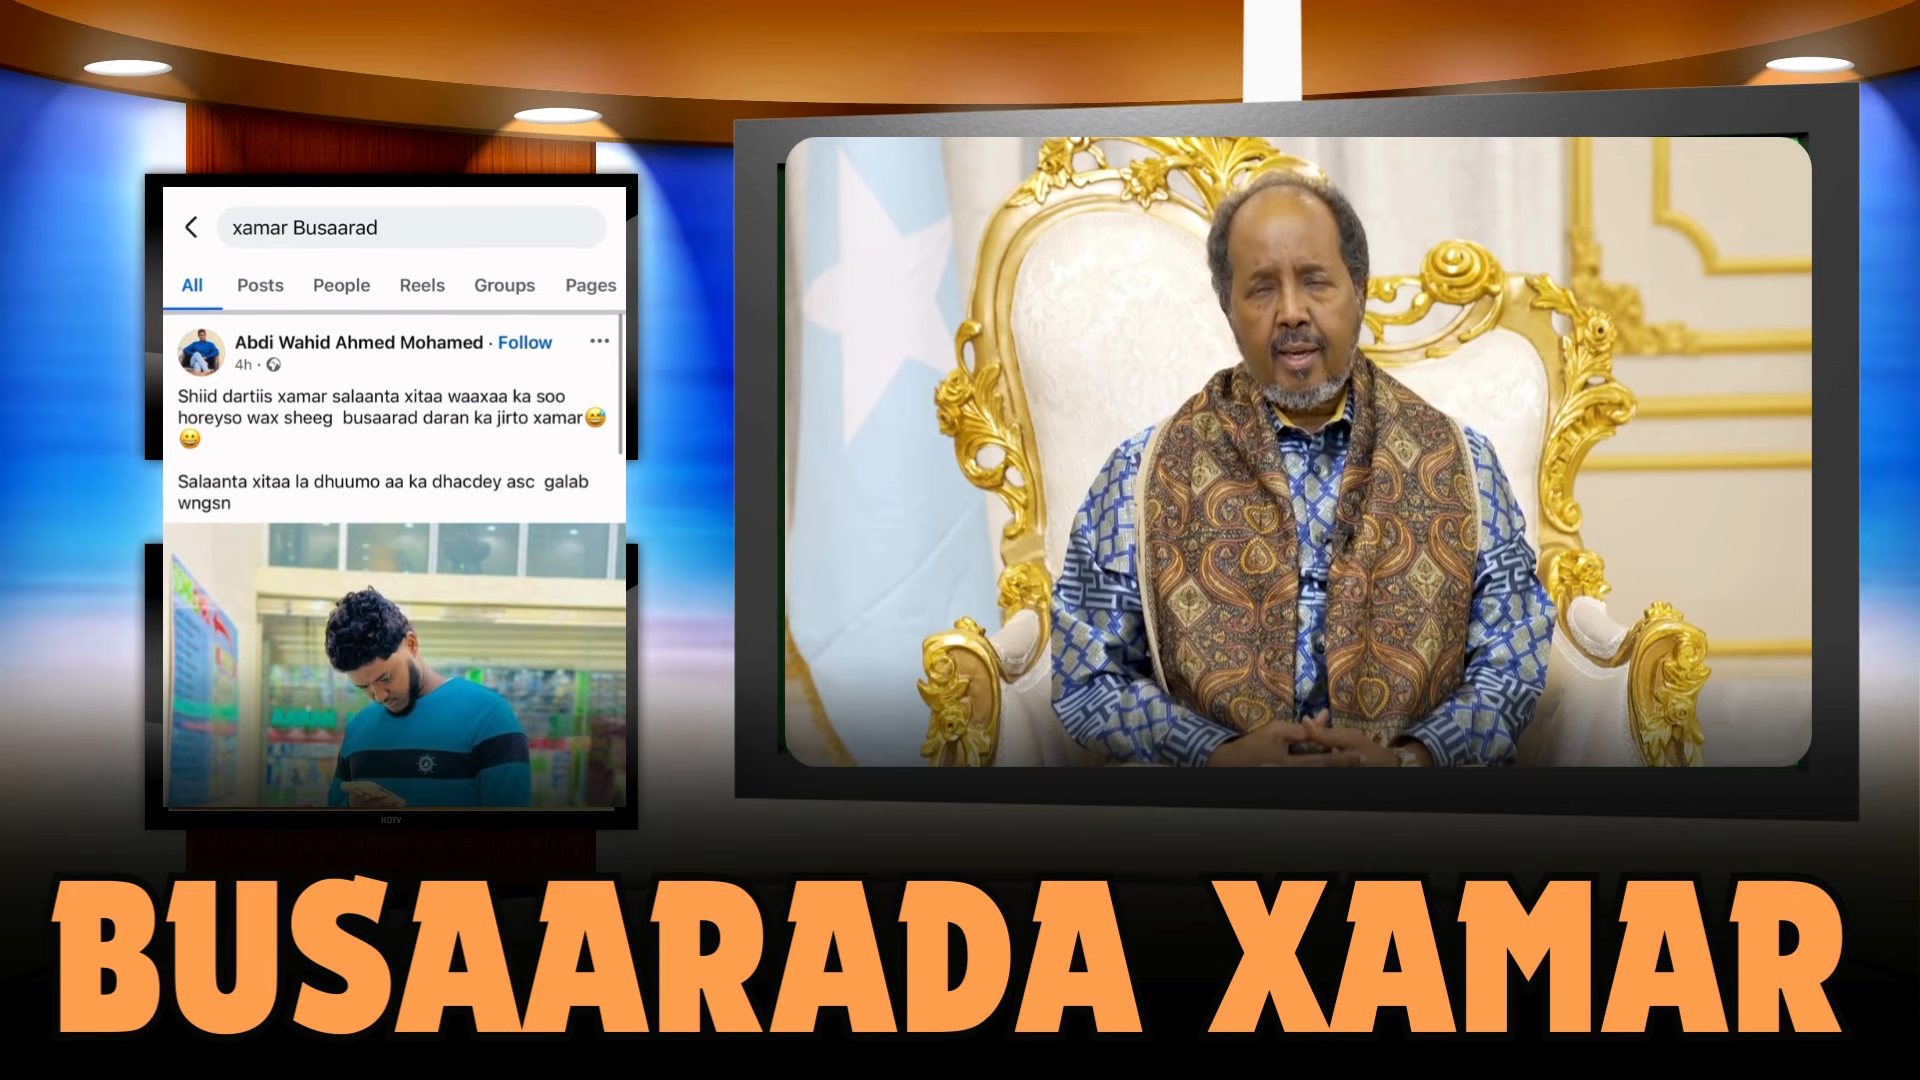 xamar Busaarad
All Posts People Reels Groups Pages
Abdi Wahid Ahmed Mohamed · Follow
4h ·
Shiid dartiis xamar salaanta xitaa waaxaa ka soo
horeyso wax sheeg busaarad daran ka jirto xamar😅
😀
Salaanta xitaa la dhuumo aa ka dhacdey asc galab
wngsn
AARAN
HDTV
BUSAARADA XAMAR